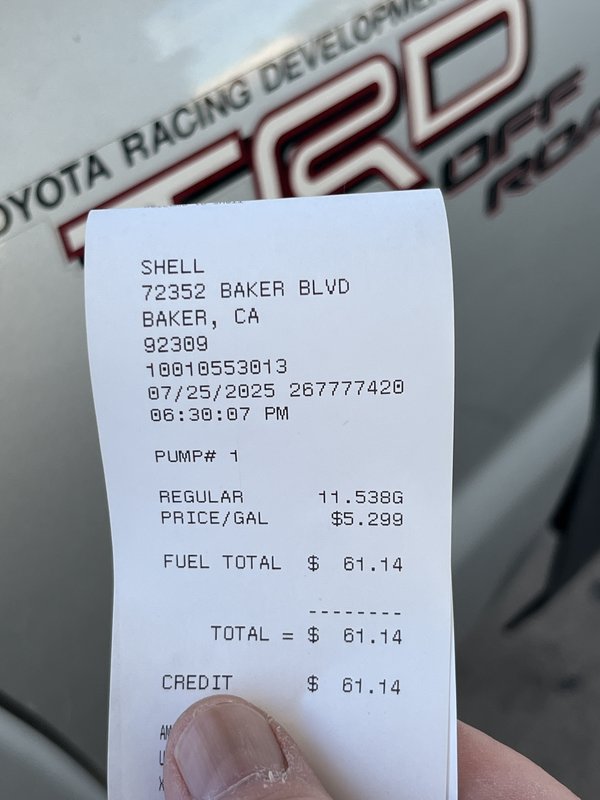 TOYOTA RACING DEVELOPMEN
TRD
OFF
ROA
SHELL
72352 BAKER BLVD
BAKER, CA
92309
10010553013
07/25/2025 267777420
06:30:07 PM
PUMP# 1
REGULAR 11.538G
PRICE/GAL $5.299
FUEL TOTAL $ 61.14
--------
TOTAL = $ 61.14
CREDIT $ 61.14